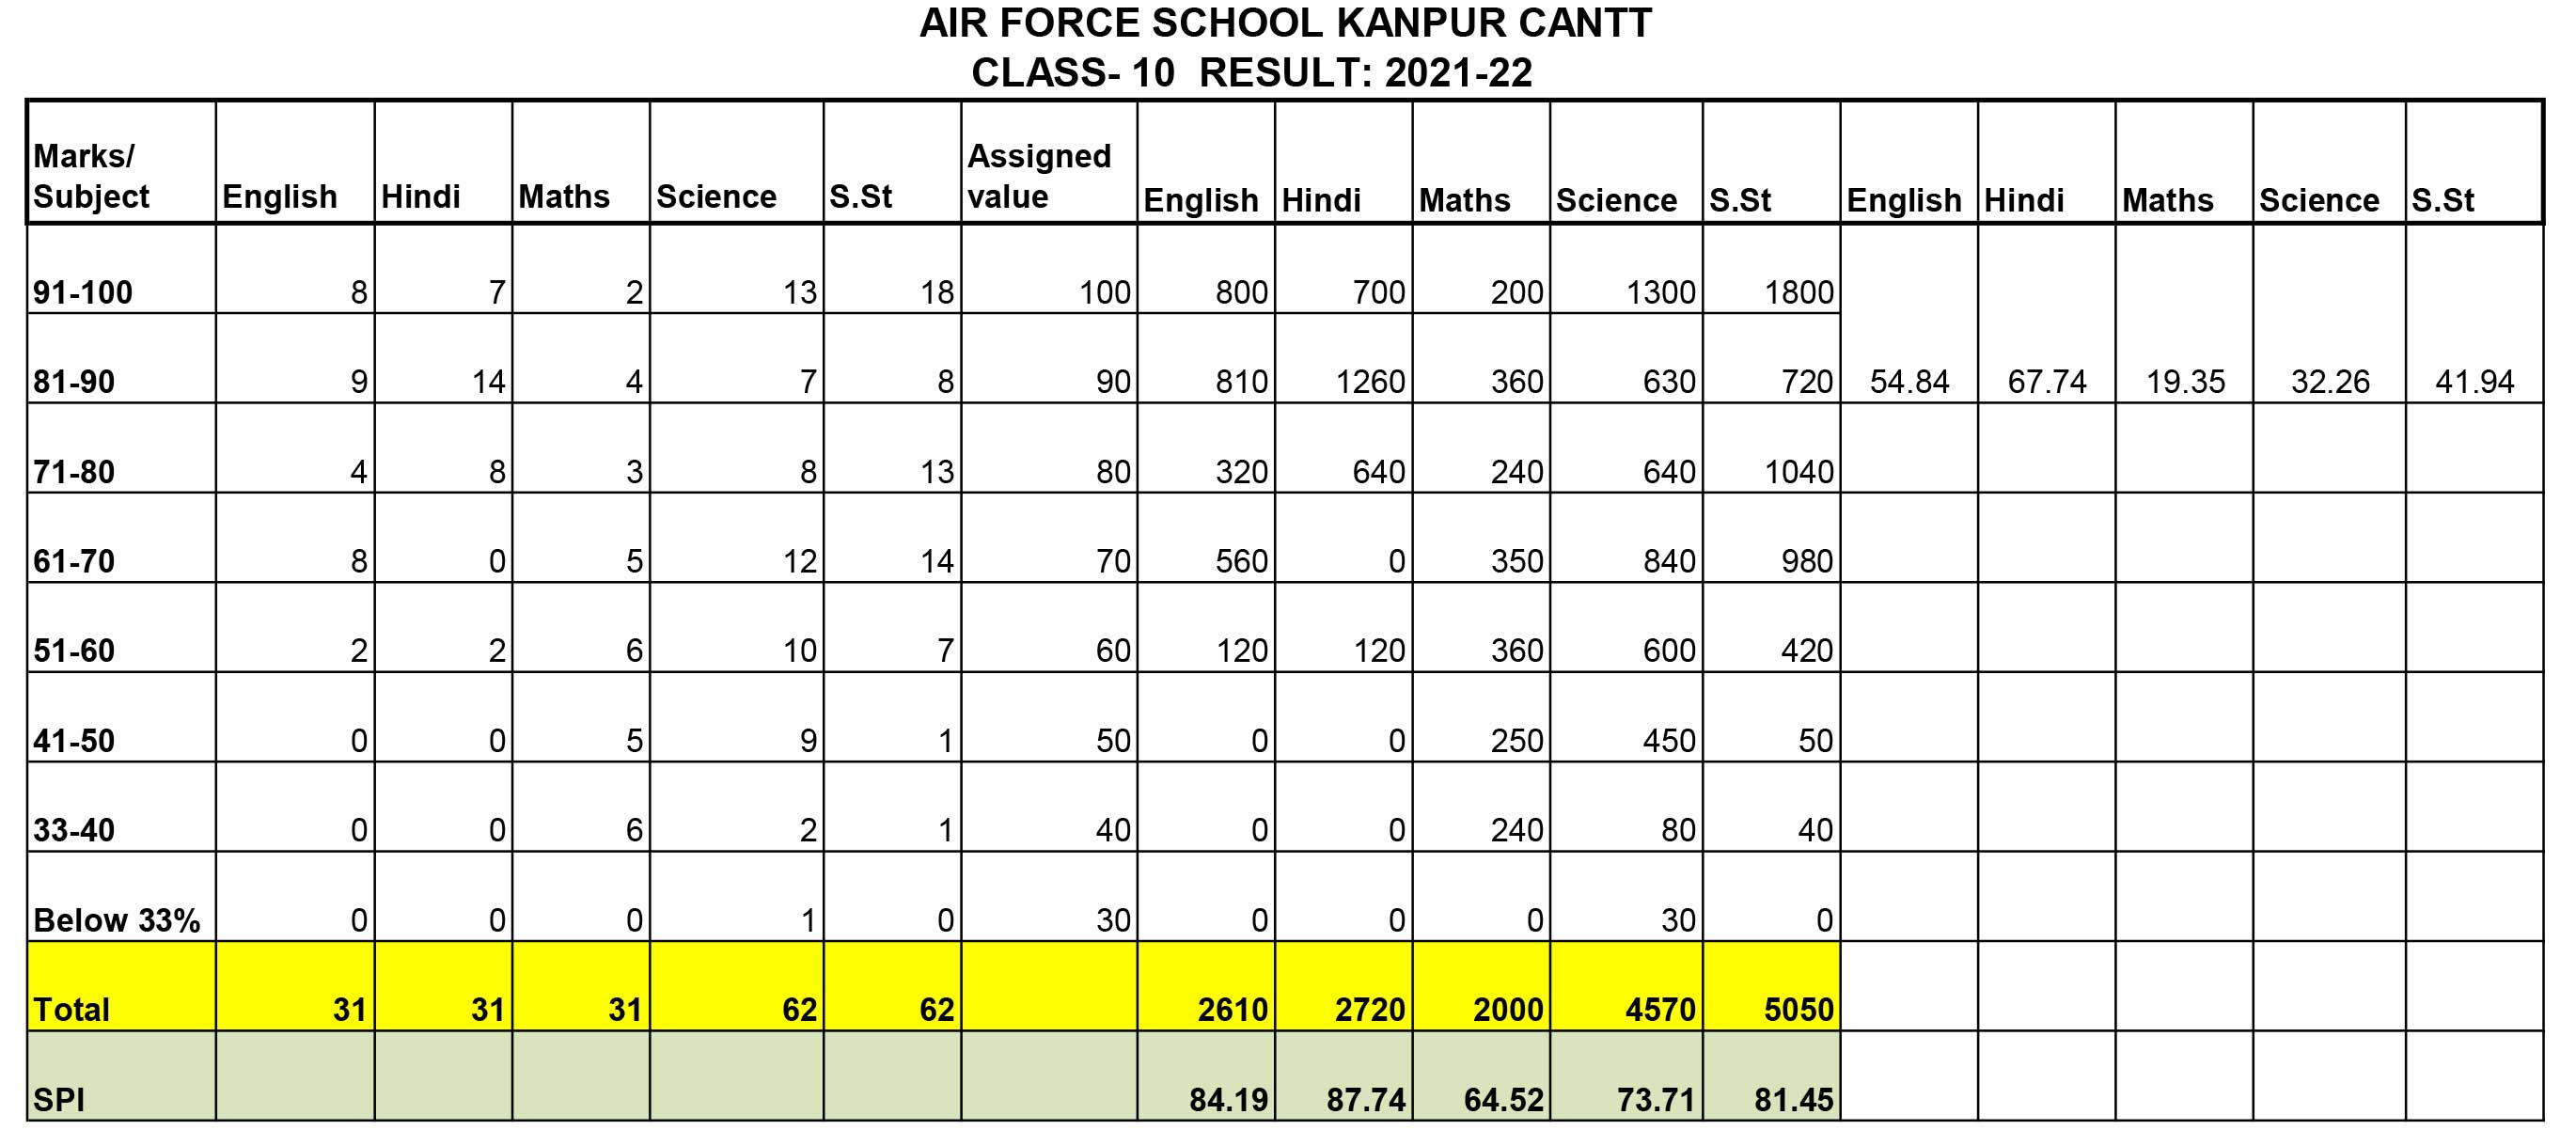 AIR FORCE SCHOOL KANPUR CANTT
CLASS- 10 RESULT: 2021-22
Marks/ Subject English Hindi Maths Science S.St Assigned value English Hindi Maths Science S.St English Hindi Maths Science S.St
91-100 8 7 2 13 18 100 800 700 200 1300 1800
81-90 9 14 4 7 8 90 810 1260 360 630 720 54.84 67.74 19.35 32.26 41.94
71-80 4 8 3 8 13 80 320 640 240 640 1040
61-70 8 0 5 12 14 70 560 0 350 840 980
51-60 2 2 6 10 7 60 120 120 360 600 420
41-50 0 0 5 9 1 50 0 0 250 450 50
33-40 0 0 6 2 1 40 0 0 240 80 40
Below 33% 0 0 0 1 0 30 0 0 0 30 0
Total 31 31 31 62 62 2610 2720 2000 4570 5050
SPI 84.19 87.74 64.52 73.71 81.45